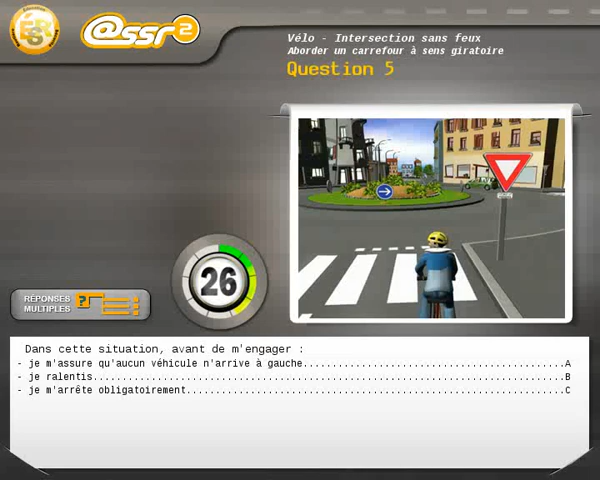 @ssr2
Vélo - Intersection sans feux
Aborder un carrefour à sens giratoire
Question 5
26
RÉPONSES
MULTIPLES
?
Dans cette situation, avant de m'engager :
- je m'assure qu'aucun véhicule n'arrive à gauche..........................................A
- je ralentis...............................................................................B
- je m'arrête obligatoirement...............................................................C